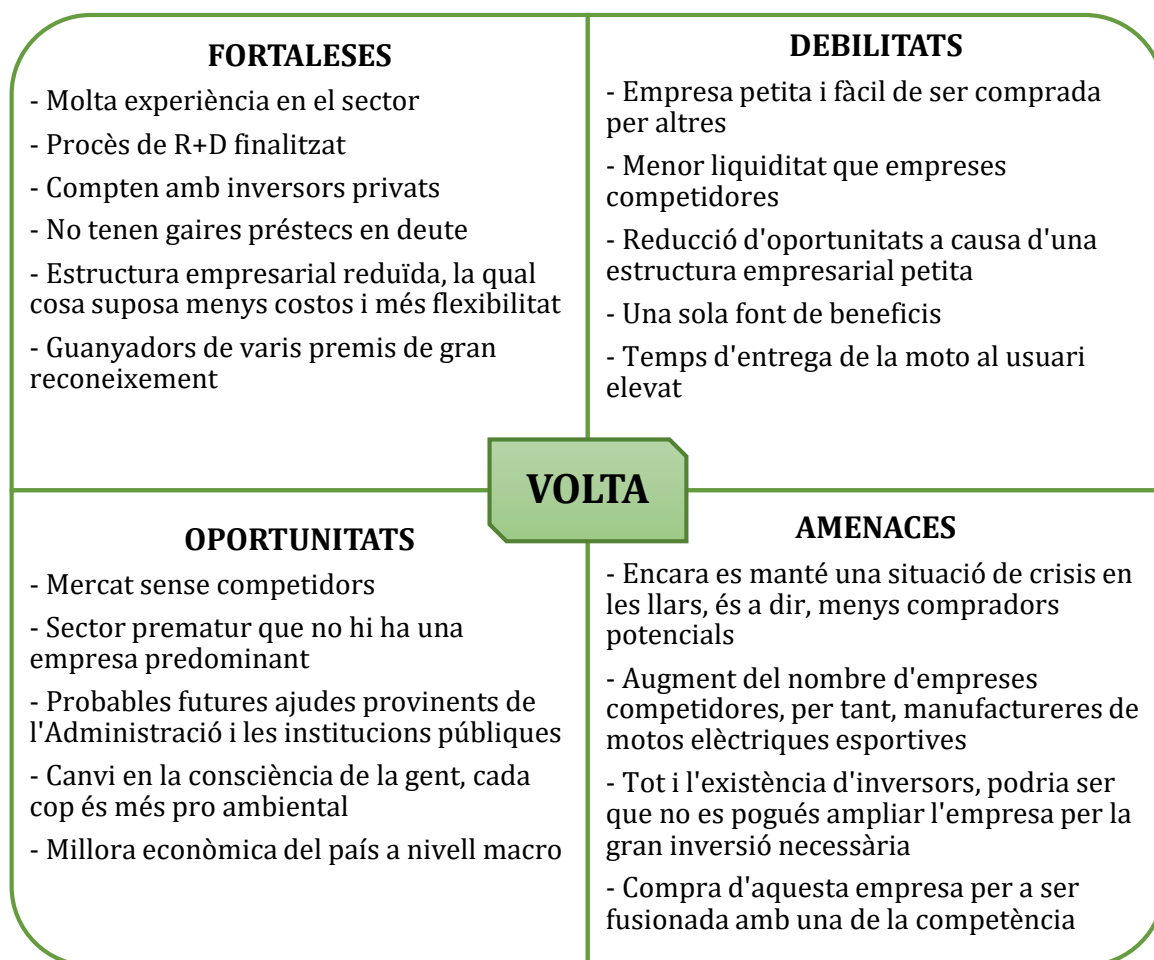 FORTALESES
- Molta experiència en el sector
- Procès de R+D finalitzat
- Compten amb inversors privats
- No tenen gaires préstecs en deute
- Estructura empresarial reduïda, la qual
cosa suposa menys costos i més flexibilitat
- Guanyadors de varis premis de gran
reconeixement
DEBILITATS
- Empresa petita i fàcil de ser comprada
per altres
- Menor liquiditat que empreses
competidores
- Reducció d'oportunitats a causa d'una
estructura empresarial petita
- Una sola font de beneficis
- Temps d'entrega de la moto al usuari
elevat
VOLTA
OPORTUNITATS
- Mercat sense competidors
- Sector prematur que no hi ha una
empresa predominant
- Probables futures ajudes provinents de
l'Administració i les institucions públiques
- Canvi en la consciència de la gent, cada
cop és més pro ambiental
- Millora econòmica del país a nivell macro
AMENACES
- Encara es manté una situació de crisis en
les llars, és a dir, menys compradors
potencials
- Augment del nombre d'empreses
competidores, per tant, manufactureres de
motos elèctriques esportives
- Tot i l'existència d'inversors, podria ser
que no es pogués ampliar l'empresa per la
gran inversió necessària
- Compra d'aquesta empresa per a ser
fusionada amb una de la competència